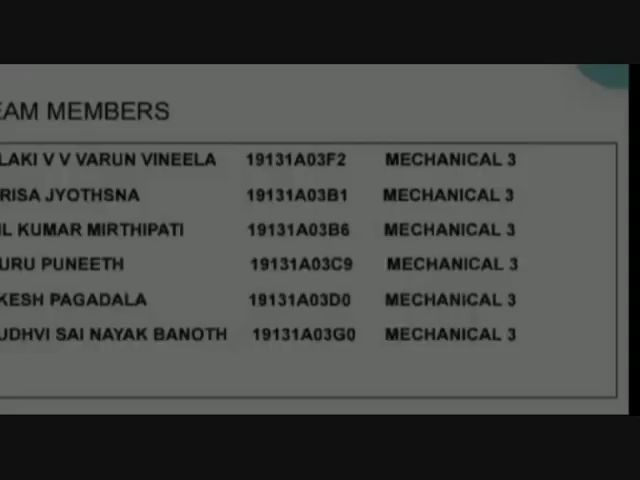 EAM MEMBERS
LAKI V V VARUN VINEELA 19131A03F2 MECHANICAL 3
RISA JYOTHSNA 19131A03B1 MECHANICAL 3
IL KUMAR MIRTHIPATI 19131A03B6 MECHANICAL 3
URU PUNEETH 19131A03C9 MECHANICAL 3
KESH PAGADALA 19131A03D0 MECHANICAL 3
UDHVI SAI NAYAK BANOTH 19131A03G0 MECHANICAL 3